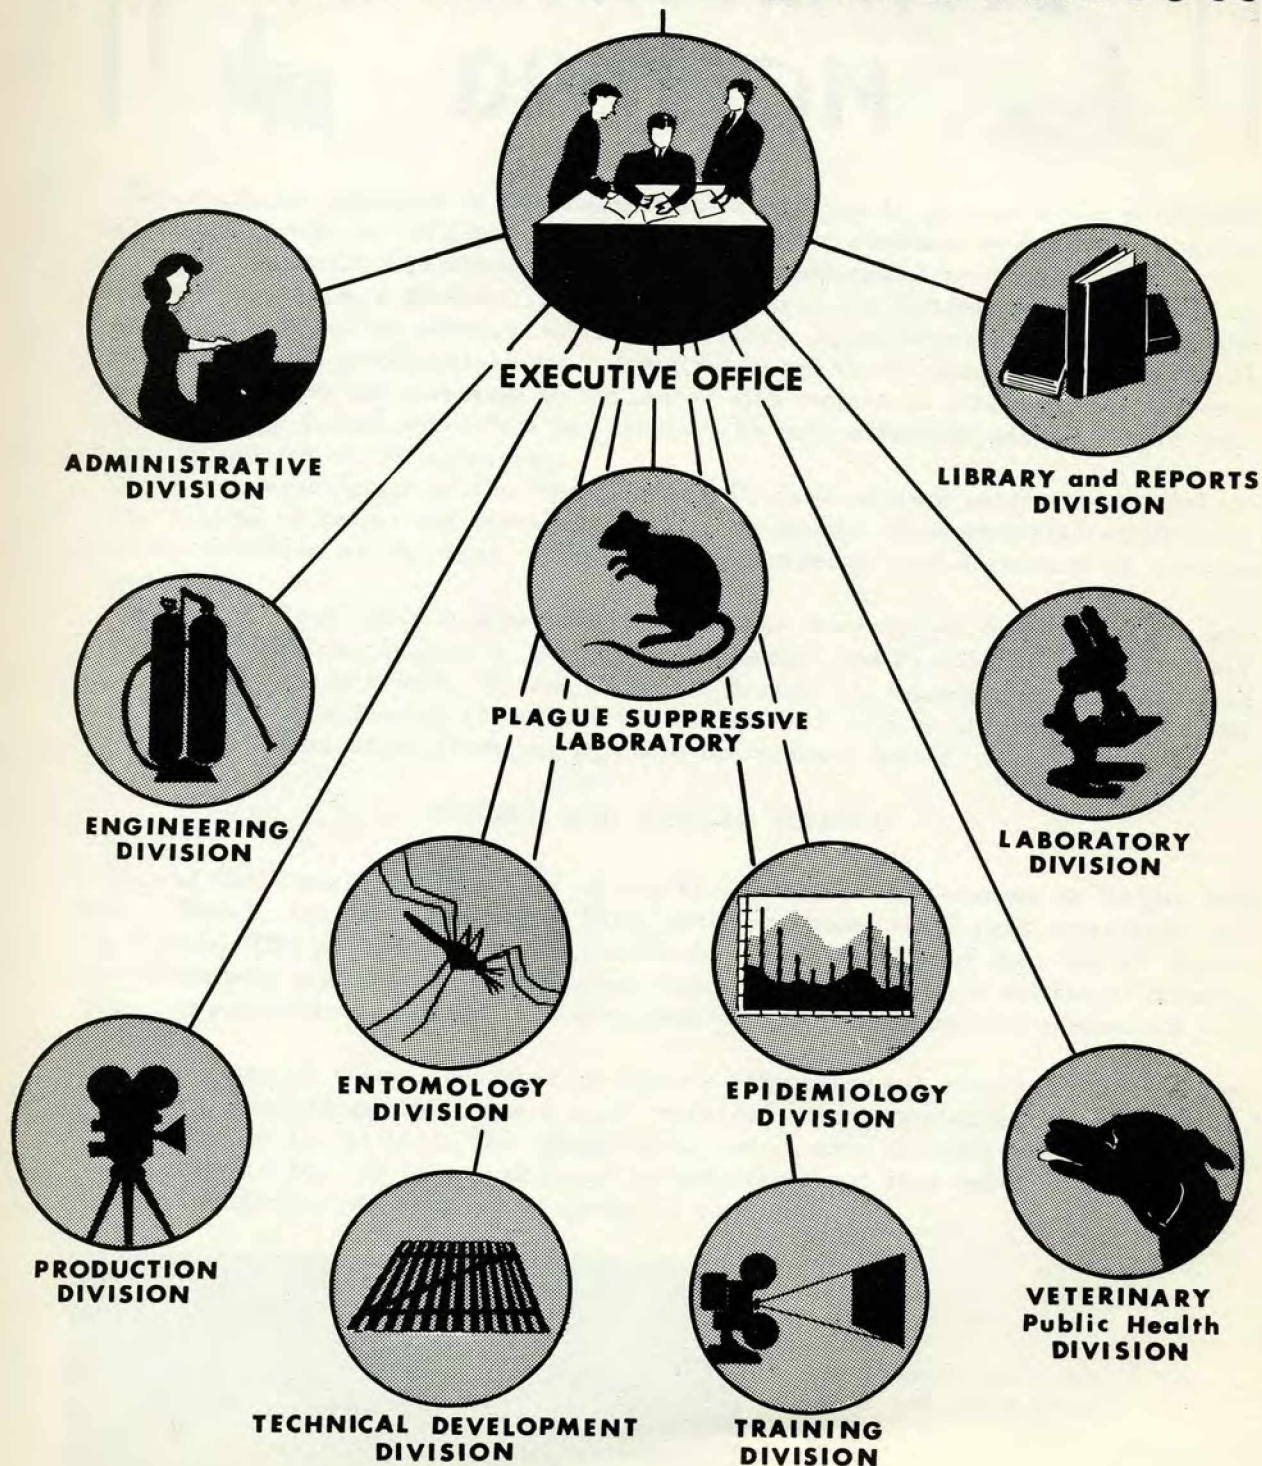 EXECUTIVE OFFICE
ADMINISTRATIVE
DIVISION
LIBRARY and REPORTS
DIVISION
PLAGUE SUPPRESSIVE
LABORATORY
ENGINEERING
DIVISION
LABORATORY
DIVISION
ENTOMOLOGY
DIVISION
EPIDEMIOLOGY
DIVISION
PRODUCTION
DIVISION
VETERINARY
Public Health
DIVISION
TECHNICAL DEVELOPMENT
DIVISION
TRAINING
DIVISION